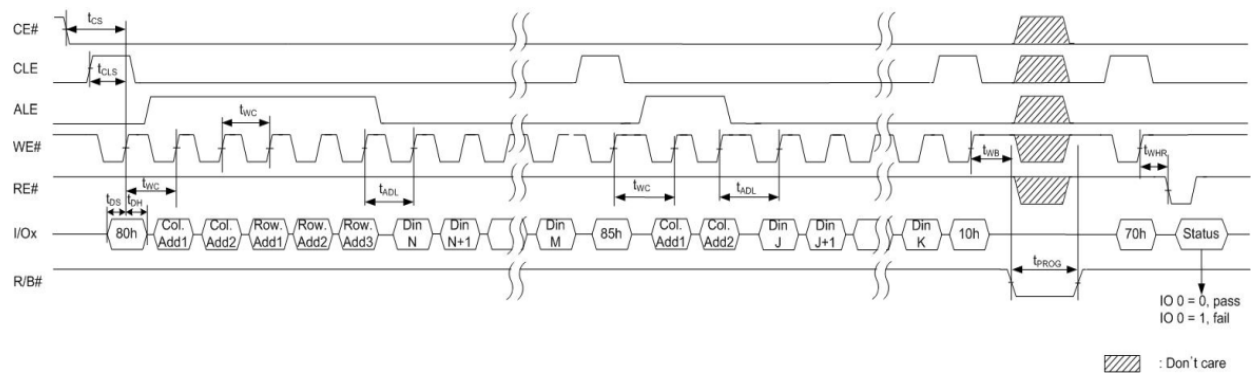 CE#
tCS
CLE
tCLS
ALE
tWC
WE#
tWB
tWHR
RE#
tWC
tADL
tWC
tADL
tDS
tDH
I/Ox
80h
Col. Add1
Col. Add2
Row. Add1
Row. Add2
Row. Add3
Din N
Din N+1
Din M
85h
Col. Add1
Col. Add2
Din J
Din J+1
Din K
10h
70h
Status
tPROG
R/B#
IO 0 = 0, pass
IO 0 = 1, fail
: Don´t care